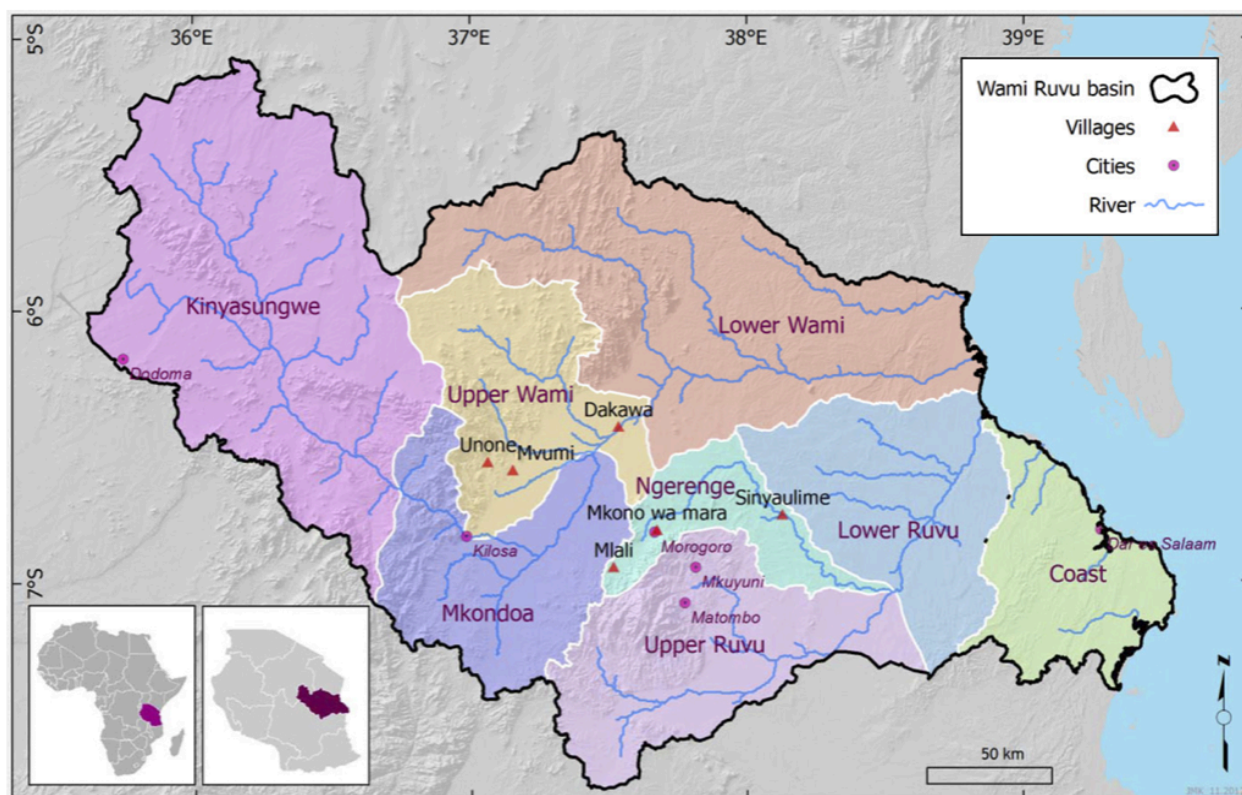 36°E
37°E
38°E
39°E
5°S
6°S
7°S
Wami Ruvu basin
Villages
Cities
River
Kinyasungwe
Lower Wami
Dodoma
Upper Wami
Dakawa
Unone
Mvumi
Ngerenge
Sinyaulime
Mkono wa mara
Lower Ruvu
Kilosa
Morogoro
Dar es Salaam
Mlali
Mkuyuni
Coast
Mkondoa
Matombo
Upper Ruvu
N
50 km